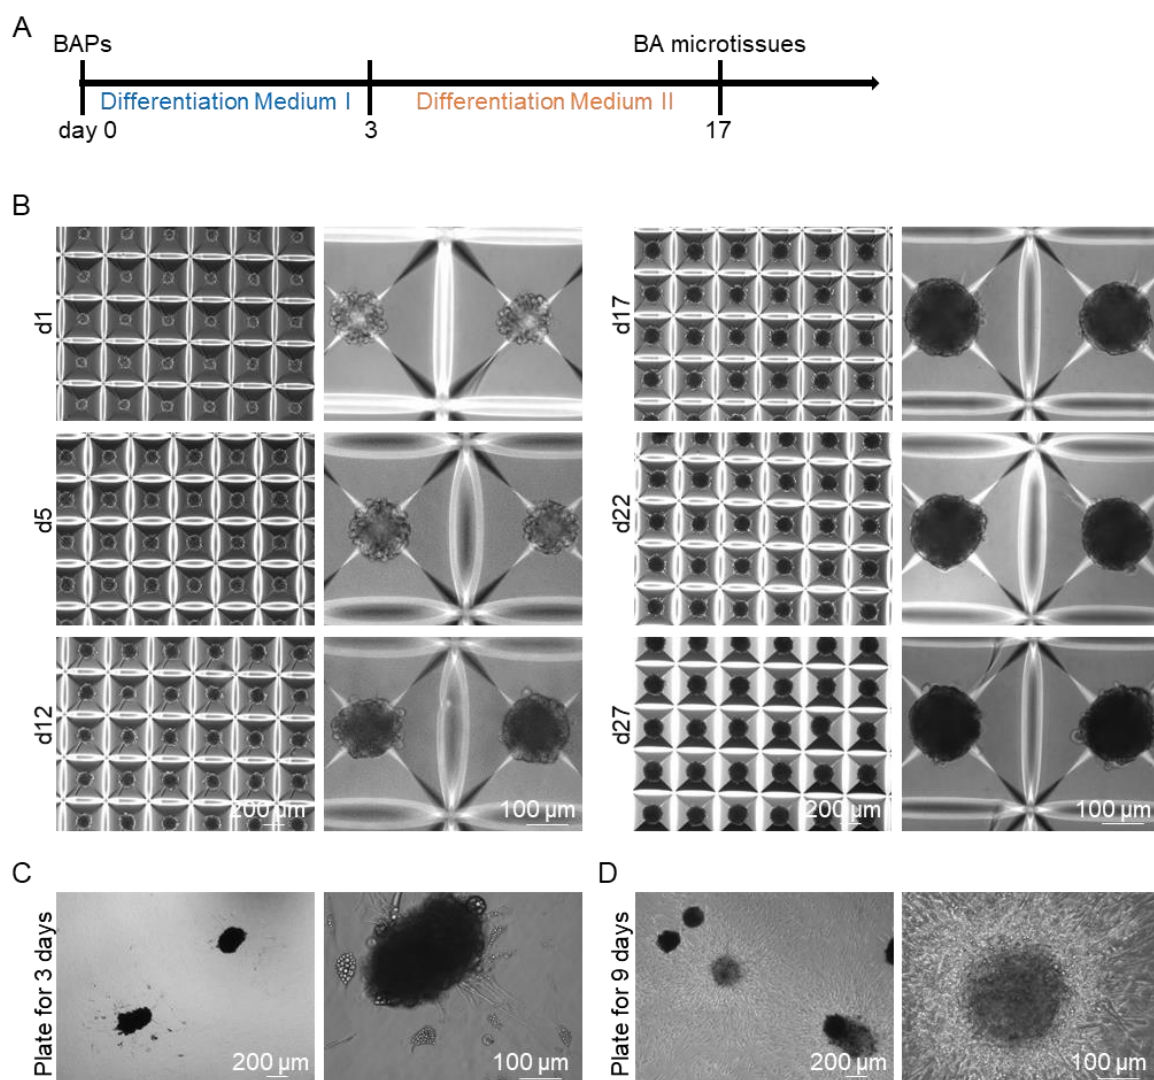 A
BAPs
BA microtissues
Differentiation Medium I
Differentiation Medium II
day 0
3
17
B
d1
d17
d5
d22
d12
d27
200 µm
100 µm
200 µm
100 µm
C
D
Plate for 3 days
Plate for 9 days
200 µm
100 µm
200 µm
100 µm